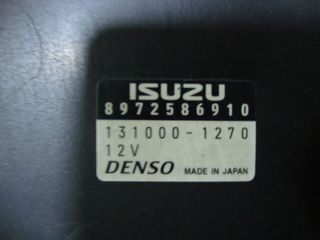 ISUZU
8972586910
131000-1270
12V
DENSO MADE IN JAPAN